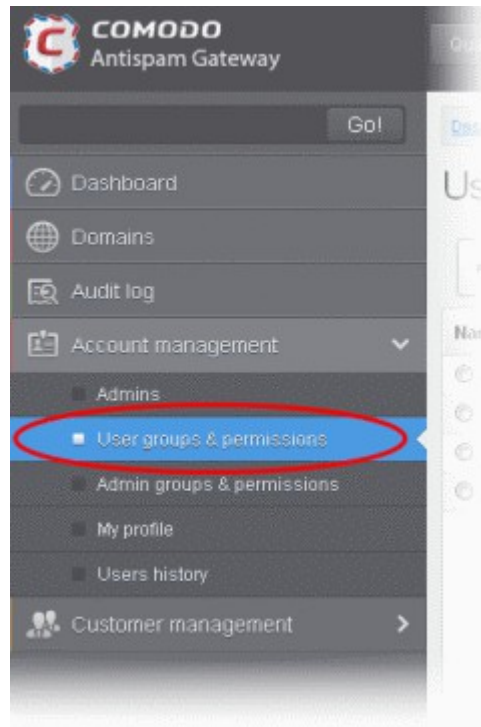 COMODO
Antispam Gateway
Go!
Dashboard
Domains
Audit log
Account management
Admins
User groups & permissions
Admin groups & permissions
My profile
Users history
Customer management